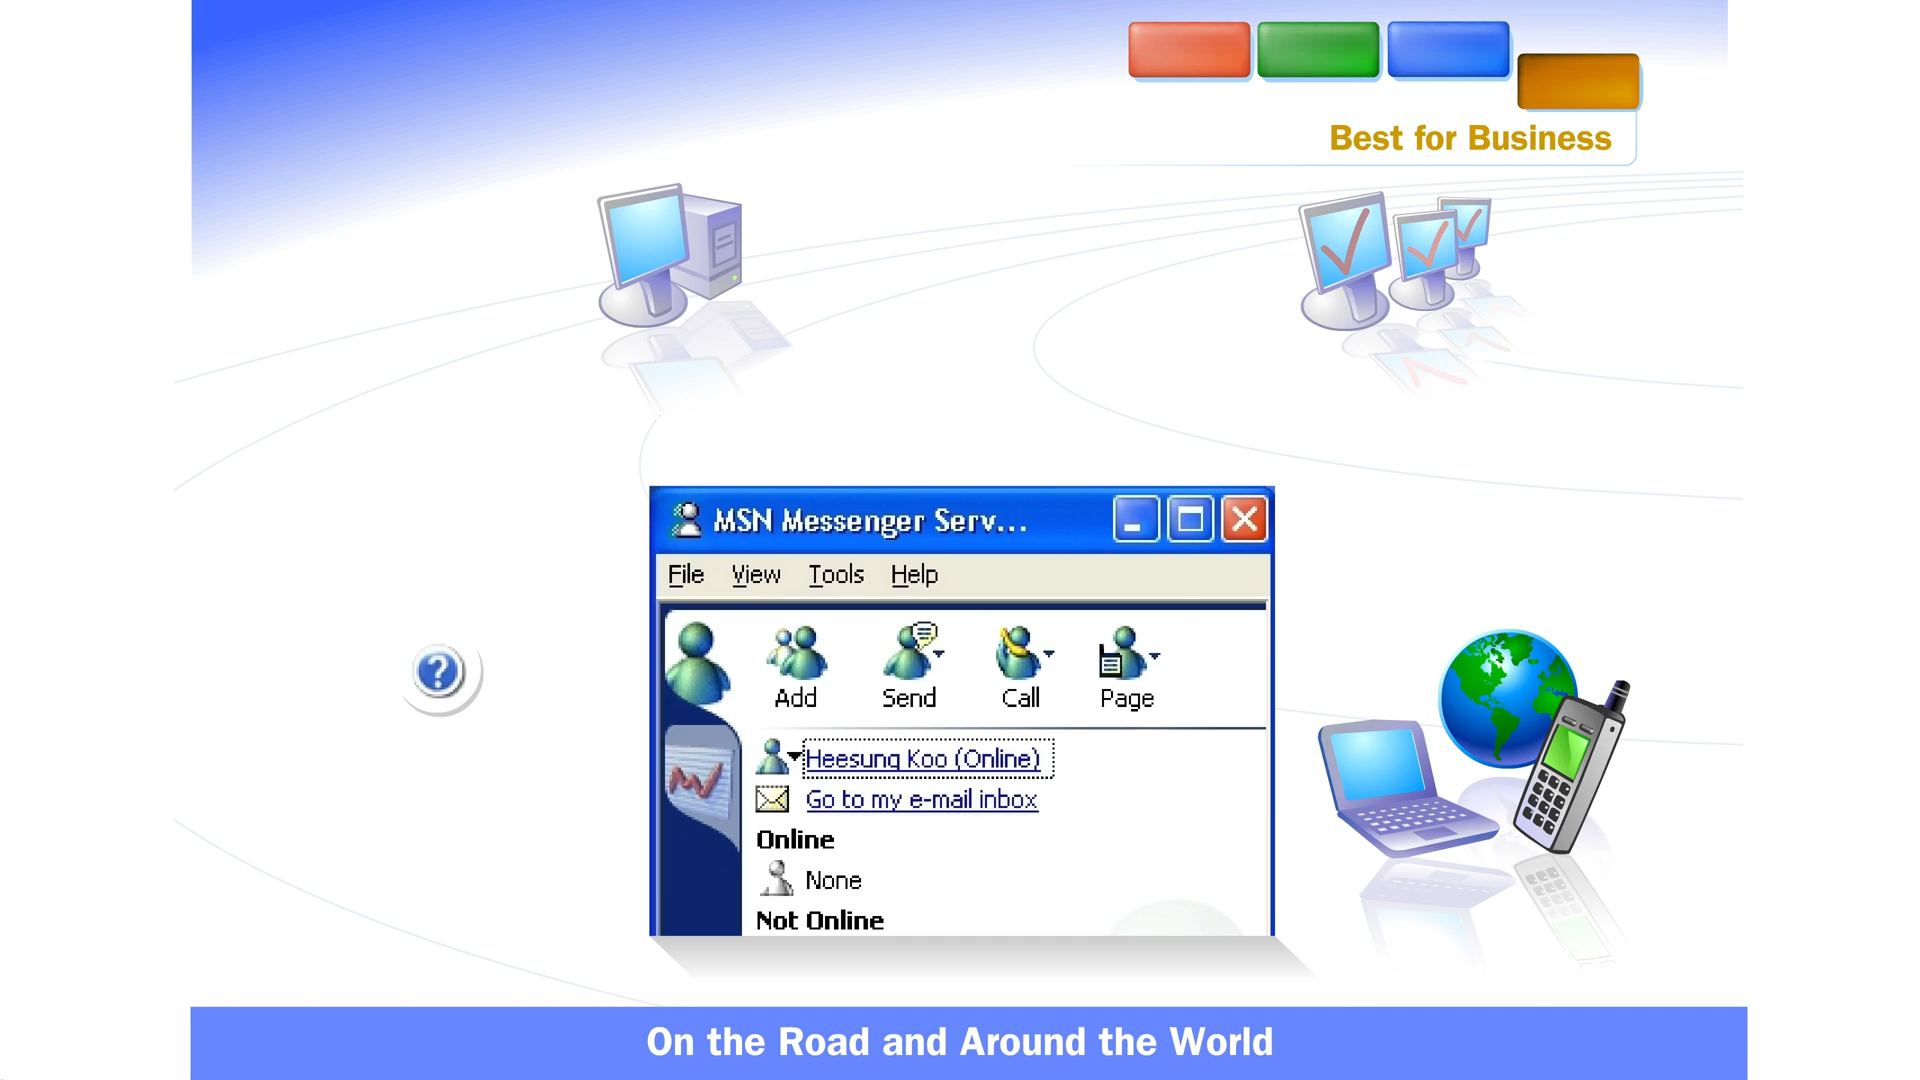 Best for Business
MSN Messenger Serv...
File View Tools Help
Add Send Call Page
Heesung Koo (Online)
Go to my e-mail inbox
Online
None
Not Online
On the Road and Around the World